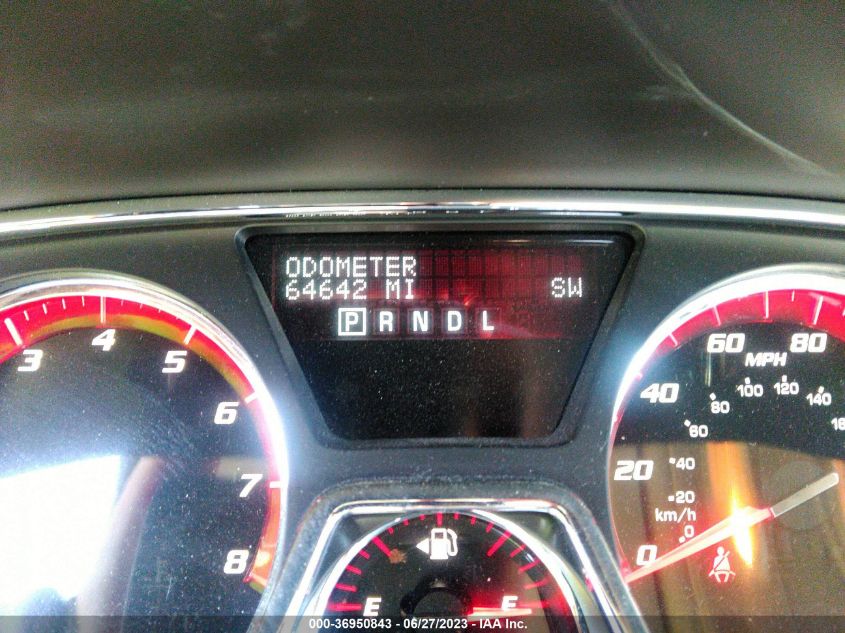 ODOMETER
64642 MI SW
P R N D L
3 4 5 6 7 8
0 20 40 60 80
MPH
0 20 40 60 80 100 120 140
km/h
E F
000-36950843 - 06/27/2023 - IAA Inc.